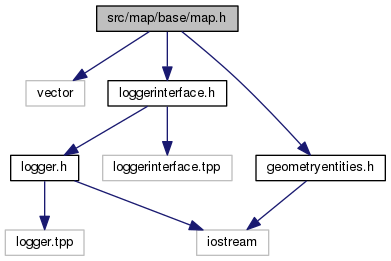 src/map/base/map.h
vector
loggerinterface.h
logger.h
loggerinterface.tpp
geometryentities.h
logger.tpp
iostream